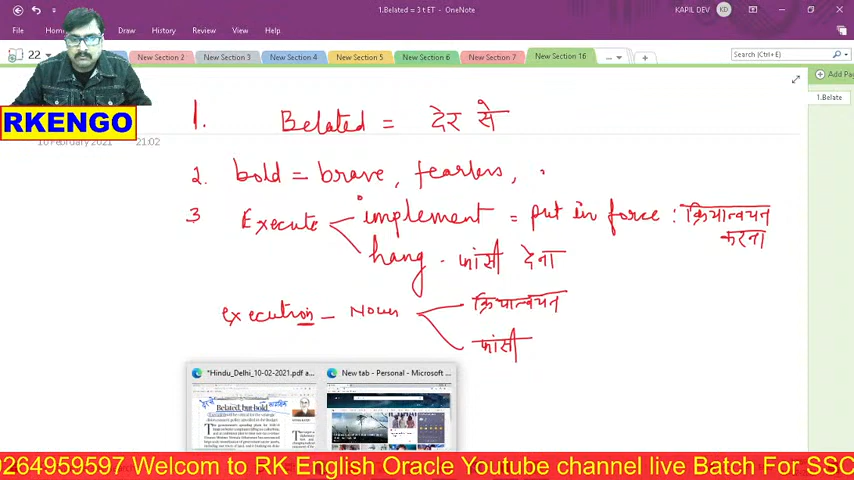 1.Belated = 3 t ET - OneNote
KAPIL DEV KD
File Draw History Review View Help
22 New Section 2 New Section 3 New Section 4 New Section 5 New Section 6 New Section 7 New Section 16 Search (Ctrl+E)
Add Pa
1.Belate
RKENGO
10 February 2021 21:02
1. Belated = देर से
2. bold = brave, fearless,
3 Execute implement = put in force : क्रियान्वयन
करना
hang - फांसी देना
execution - Noun क्रियान्वयन
फांसी
*Hindu_Delhi_10-02-2021.pdf a... New tab - Personal - Microsoft ...
Belated but bold
0264959597 Welcom to RK English Oracle Youtube channel live Batch For SSC